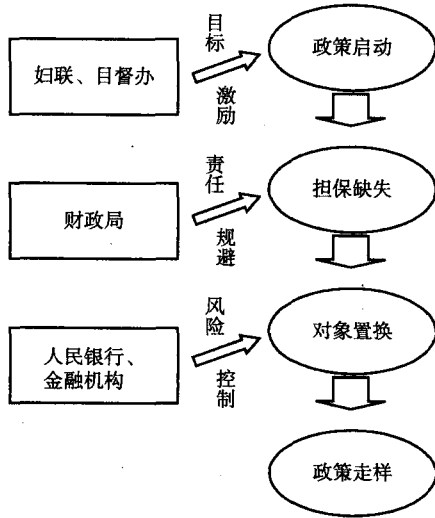 目标
妇联、目督办
政策启动
激励
责任
财政局
担保缺失
规避
风险
人民银行、
金融机构
对象置换
控制
政策走样